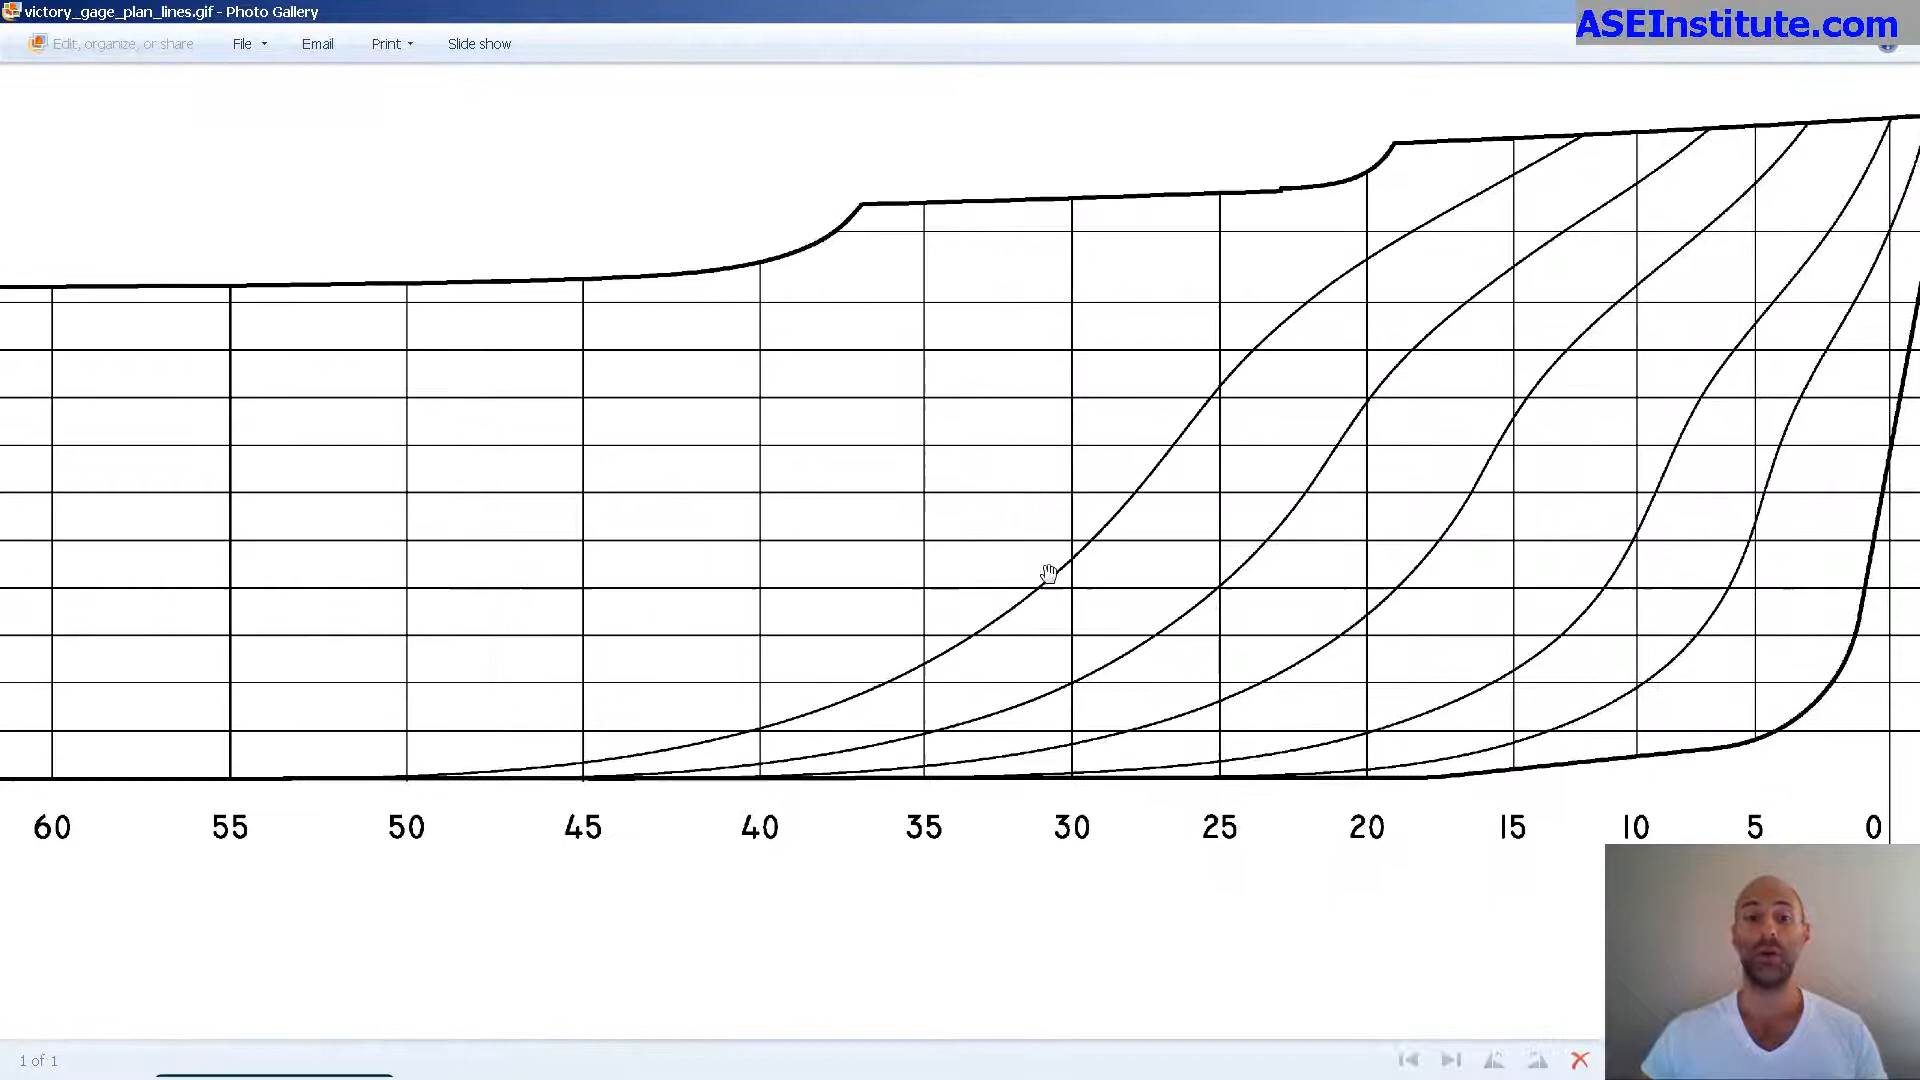 victory_gage_plan_lines.gif - Photo Gallery
ASEInstitute.com
Edit, organize, or share File Email Print Slide show
60 55 50 45 40 35 30 25 20 15 10 5 0
1 of 1